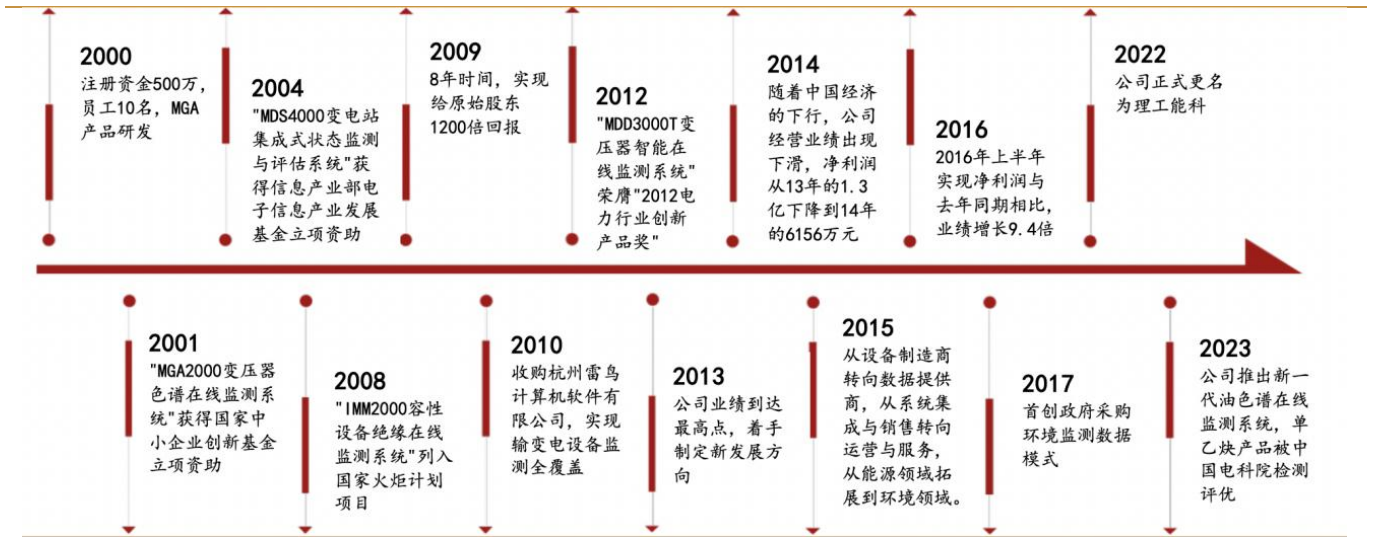 2000
注册资金500万，
员工10名，MGA
产品研发
2004
"MDS4000变电站
集成式状态监测
与评估系统"获
得信息产业部电
子信息产业发展
基金立项资助
2009
8年时间，实现
给原始股东
1200倍回报
2012
"MDD3000T变
压器智能在
线监测系统"
荣膺"2012电
力行业创新
产品奖"
2014
随着中国经济
的下行，公司
经营业绩出现
下滑，净利润
从13年的1.3
亿下降到14年
的6156万元
2016
2016年上半年
实现净利润与
去年同期相比，
业绩增长9.4倍
2022
公司正式更名
为理工能科
2001
"MGA2000变压器
色谱在线监测系
统"获得国家中
小企业创新基金
立项资助
2008
"IMM2000容性
设备绝缘在线
监测系统"列入
国家火炬计划
项目
2010
收购杭州雷鸟
计算机软件有
限公司，实现
输变电设备监
测全覆盖
2013
公司业绩到达
最高点，着手
制定新发展方
向
2015
从设备制造商
转向数据提供
商，从系统集
成与销售转向
运营与服务，
从能源领域拓
展到环境领域。
2017
首创政府采购
环境监测数据
模式
2023
公司推出新一
代油色谱在线
监测系统，单
乙炔产品被中
国电科院检测
评优